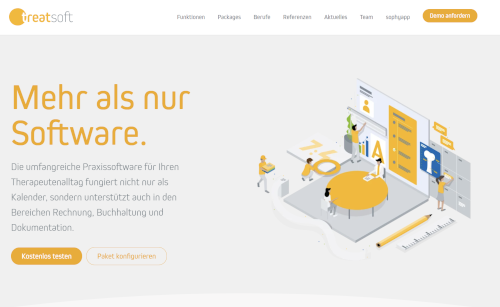 treatsoft
Funktionen Packages Berufe Referenzen Aktuelles Team sophyapp Demo anfordern
Mehr als nur
Software.
Die umfangreiche Praxissoftware für Ihren
Therapeutenalltag fungiert nicht nur als
Kalender, sondern unterstützt auch in den
Bereichen Rechnung, Buchhaltung und
Dokumentation.
Kostenlos testen Paket konfigurieren
A